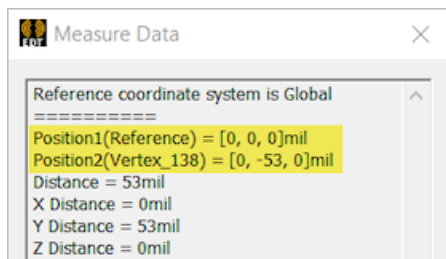 EDT
Measure Data
Reference coordinate system is Global
==========
Position1(Reference) = [0, 0, 0]mil
Position2(Vertex_138) = [0, -53, 0]mil
Distance = 53mil
X Distance = 0mil
Y Distance = 53mil
Z Distance = 0mil